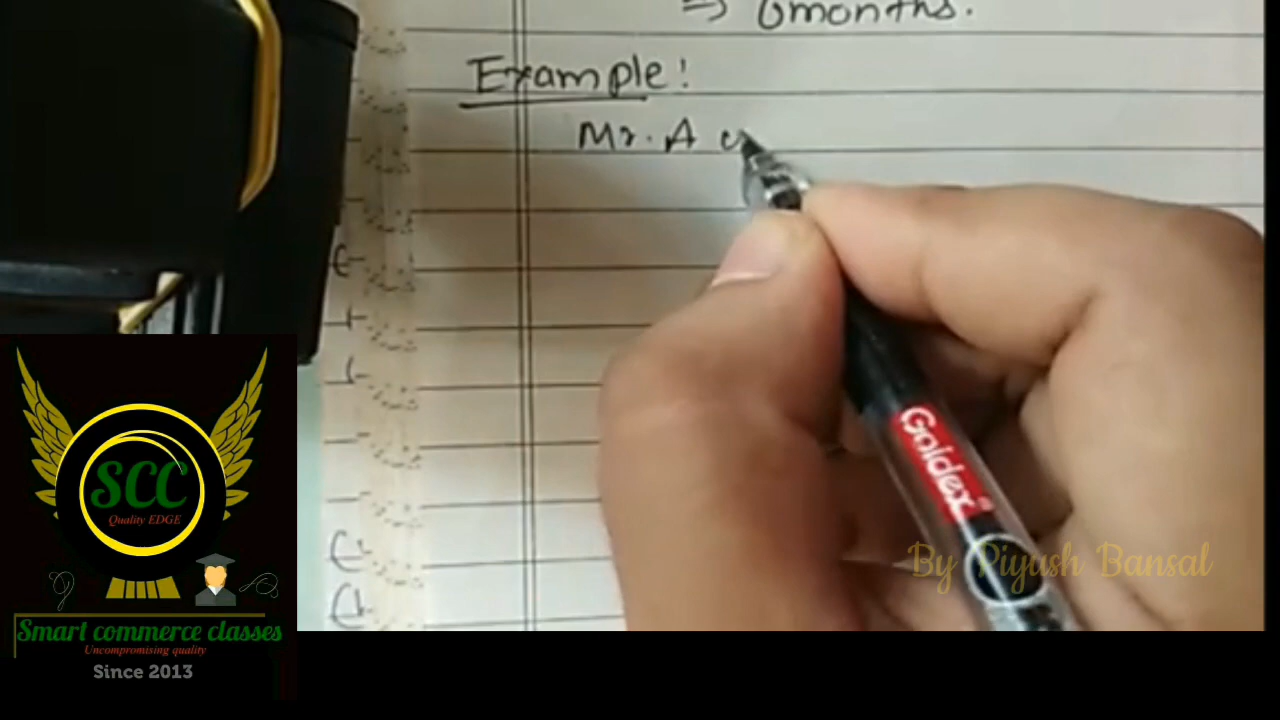 ⇒ 6months.
Example:
Mr. A
Goldex
By Piyush Bansal
SCC
Quality EDGE
Smart commerce classes
Uncompromising quality
Since 2013